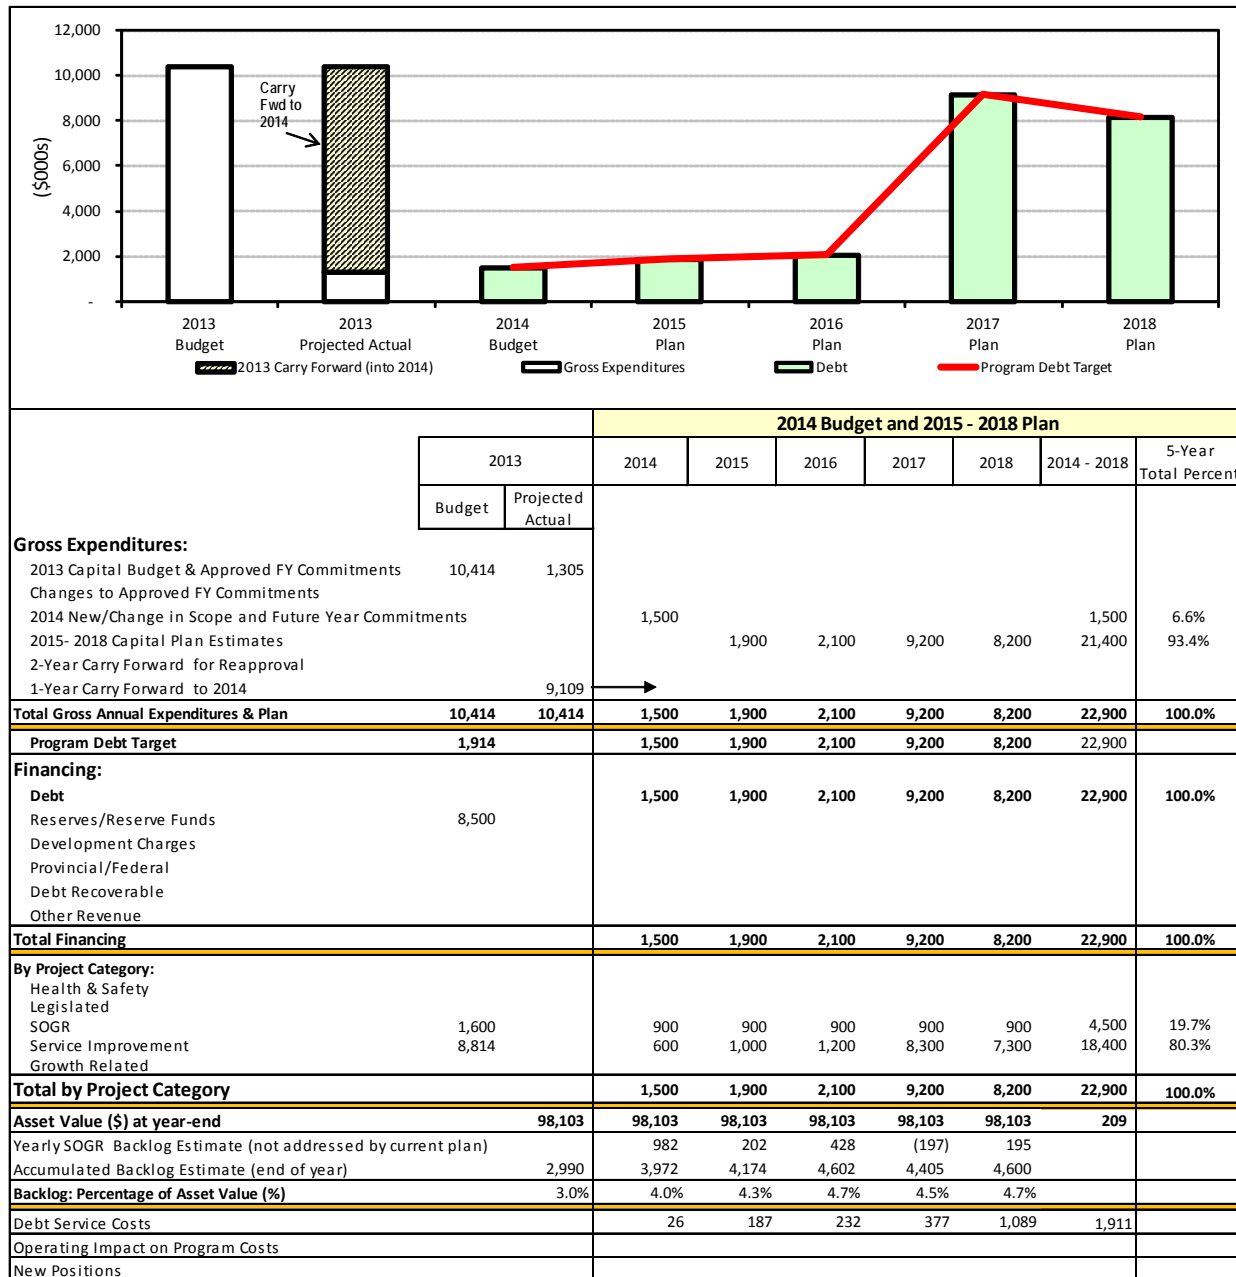 12,000
10,000
8,000
6,000
4,000
2,000
-
($000s)
Carry
Fwd to
2014
2013 2013 2014 2015 2016 2017 2018
Budget Projected Actual Budget Plan Plan Plan Plan
2013 Carry Forward (into 2014) Gross Expenditures Debt Program Debt Target
2014 Budget and 2015 - 2018 Plan
2013 2014 2015 2016 2017 2018 2014 - 2018 5-Year
Total Percent
Budget Projected
Actual
Gross Expenditures:
2013 Capital Budget & Approved FY Commitments 10,414 1,305
Changes to Approved FY Commitments
2014 New/Change in Scope and Future Year Commitments 1,500 1,500 6.6%
2015- 2018 Capital Plan Estimates 1,900 2,100 9,200 8,200 21,400 93.4%
2-Year Carry Forward for Reapproval
1-Year Carry Forward to 2014 9,109
Total Gross Annual Expenditures & Plan 10,414 10,414 1,500 1,900 2,100 9,200 8,200 22,900 100.0%
Program Debt Target 1,914 1,500 1,900 2,100 9,200 8,200 22,900
Financing:
Debt 1,500 1,900 2,100 9,200 8,200 22,900 100.0%
Reserves/Reserve Funds 8,500
Development Charges
Provincial/Federal
Debt Recoverable
Other Revenue
Total Financing 1,500 1,900 2,100 9,200 8,200 22,900 100.0%
By Project Category:
Health & Safety
Legislated
SOGR 1,600 900 900 900 900 900 4,500 19.7%
Service Improvement 8,814 600 1,000 1,200 8,300 7,300 18,400 80.3%
Growth Related
Total by Project Category 1,500 1,900 2,100 9,200 8,200 22,900 100.0%
Asset Value ($) at year-end 98,103 98,103 98,103 98,103 98,103 98,103 209
Yearly SOGR Backlog Estimate (not addressed by current plan) 982 202 428 (197) 195
Accumulated Backlog Estimate (end of year) 2,990 3,972 4,174 4,602 4,405 4,600
Backlog: Percentage of Asset Value (%) 3.0% 4.0% 4.3% 4.7% 4.5% 4.7%
Debt Service Costs 26 187 232 377 1,089 1,911
Operating Impact on Program Costs
New Positions